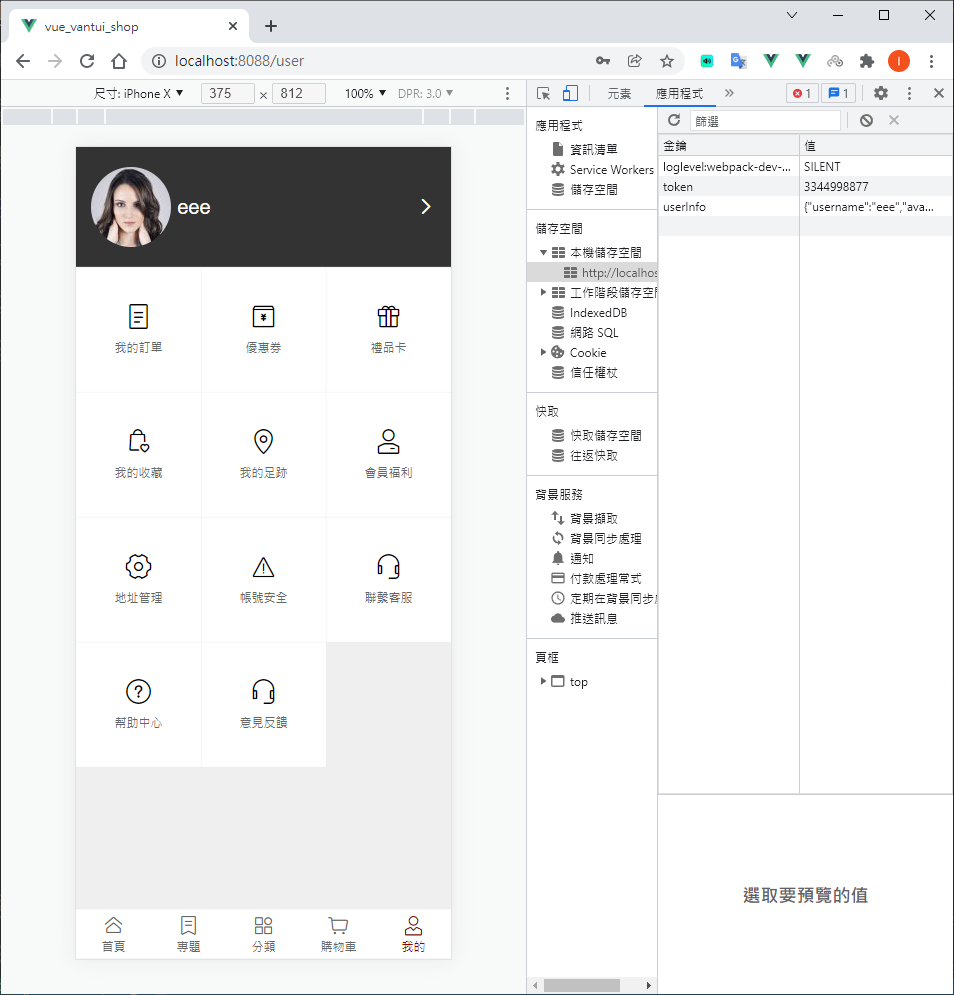 vue_vantui_shop
localhost:8088/user
I
尺寸: iPhone X ▼ 375 × 812 100% ▼ DPR: 3.0 ▼
元素 應用程式 » 1 1
eee
我的訂單 優惠券 禮品卡
我的收藏 我的足跡 會員福利
地址管理 帳號安全 聯繫客服
幫助中心 意見反饋
首頁 專題 分類 購物車 我的
應用程式
資訊清單
Service Workers
儲存空間
儲存空間
本機儲存空間
http://localhos
工作階段儲存空間
IndexedDB
網路 SQL
Cookie
信任權杖
快取
快取儲存空間
往返快取
背景服務
背景擷取
背景同步處理
通知
付款處理常式
定期在背景同步
推送訊息
頁框
top
篩選
金鑰 值
loglevel:webpack-dev-... SILENT
token 3344998877
userInfo {"username":"eee","ava...
選取要預覽的值